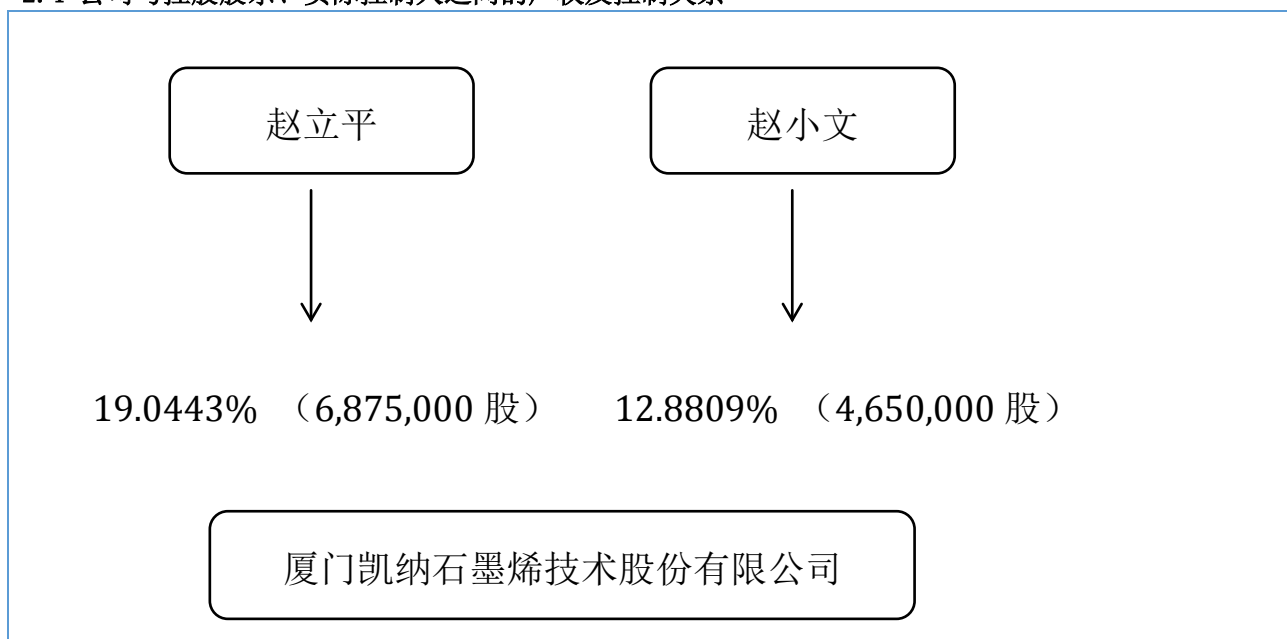 赵立平 赵小文
19.0443% （6,875,000 股） 12.8809% （4,650,000 股）
厦门凯纳石墨烯技术股份有限公司